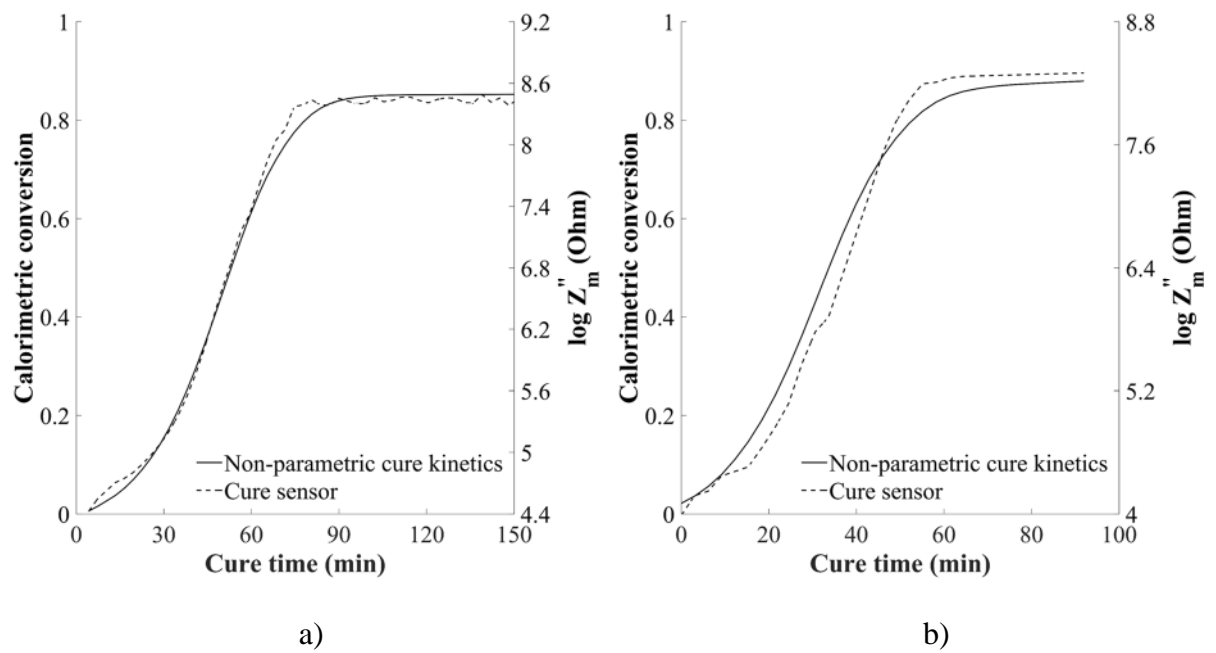 1
0.8
0.6
0.4
0.2
0
Calorimetric conversion
9.2
8.6
8
7.4
6.8
6.2
5.6
5
4.4
log Z"m (Ohm)
Non-parametric cure kinetics
Cure sensor
0 30 60 90 120 150
Cure time (min)
a)
1
0.8
0.6
0.4
0.2
0
Calorimetric conversion
8.8
7.6
6.4
5.2
4
log Z"m (Ohm)
Non-parametric cure kinetics
Cure sensor
0 20 40 60 80 100
Cure time (min)
b)